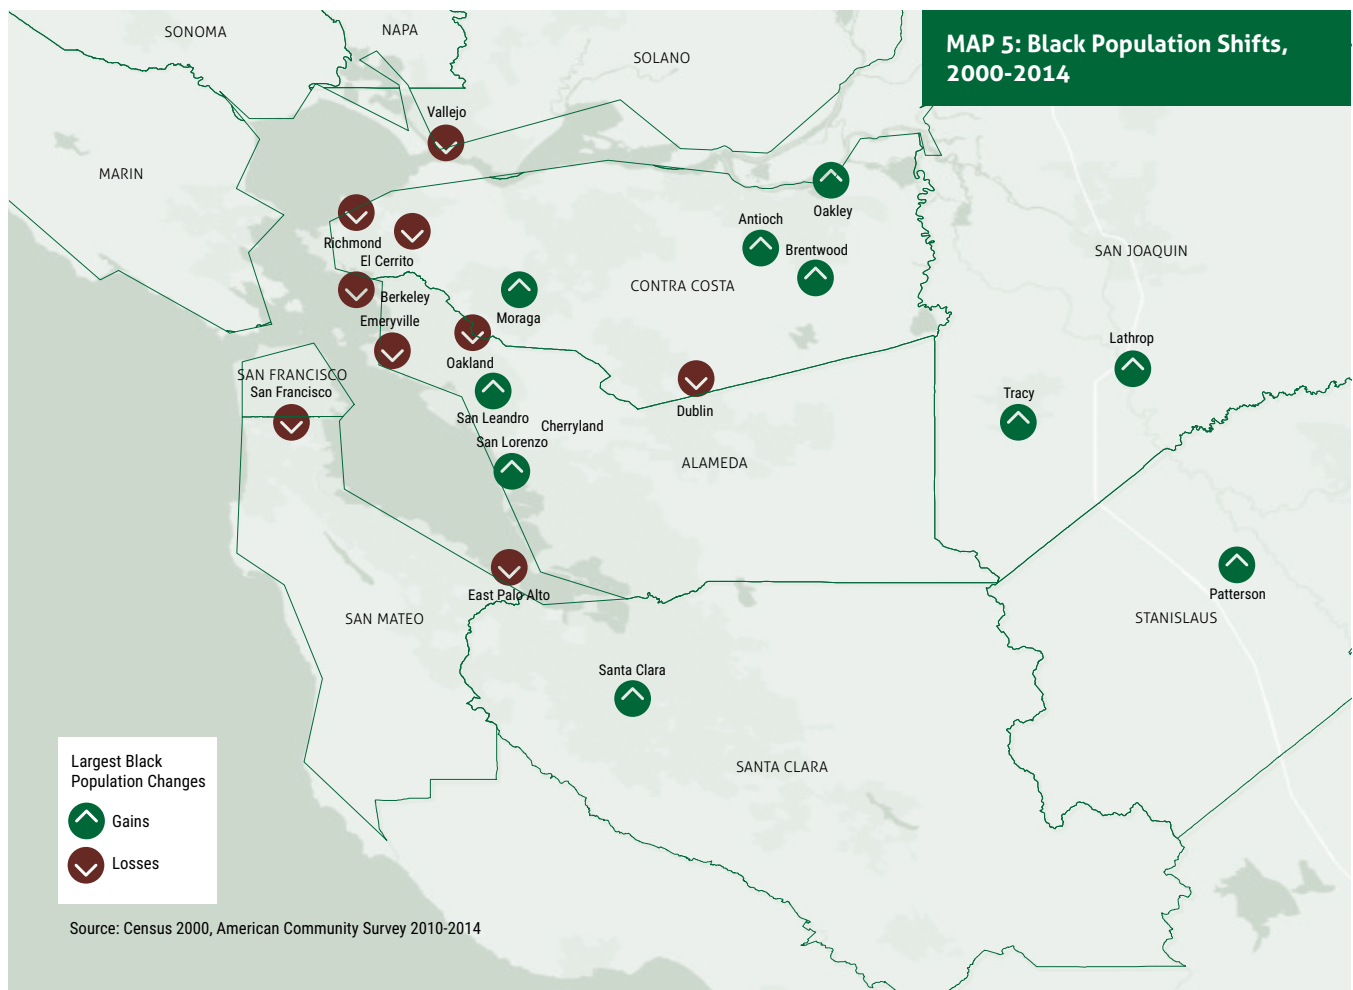 MAP 5: Black Population Shifts,
2000-2014
SONOMA
NAPA
SOLANO
Vallejo
MARIN
Richmond
El Cerrito
Berkeley
Emeryville
Moraga
Oakland
Antioch
Oakley
Brentwood
CONTRA COSTA
SAN JOAQUIN
Lathrop
Tracy
SAN FRANCISCO
San Francisco
San Leandro
Cherryland
San Lorenzo
Dublin
ALAMEDA
East Palo Alto
SAN MATEO
Patterson
STANISLAUS
Santa Clara
SANTA CLARA
Largest Black
Population Changes
Gains
Losses
Source: Census 2000, American Community Survey 2010-2014